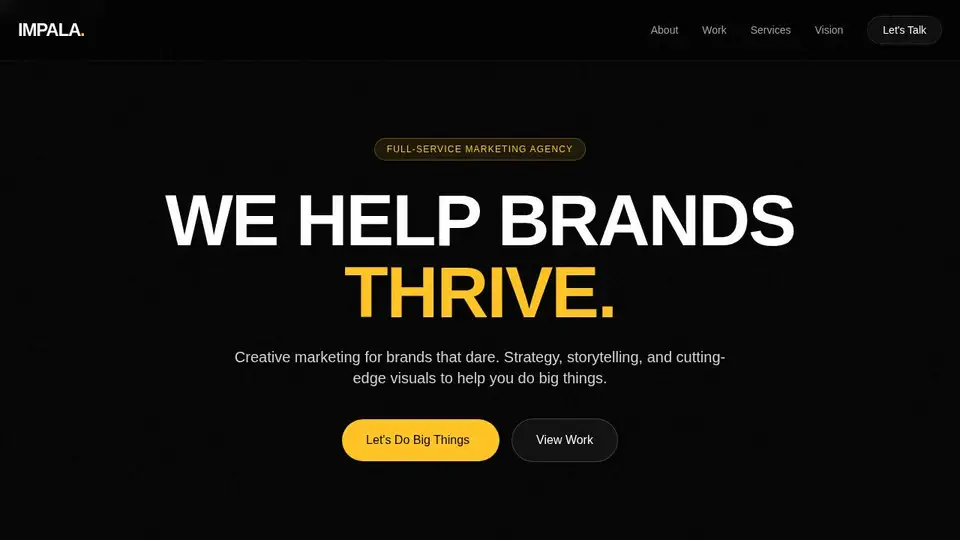 IMPALA.
About
Work
Services
Vision
Let's Talk
FULL-SERVICE MARKETING AGENCY
WE HELP BRANDS
THRIVE.
Creative marketing for brands that dare. Strategy, storytelling, and cutting-
edge visuals to help you do big things.
Let's Do Big Things
View Work